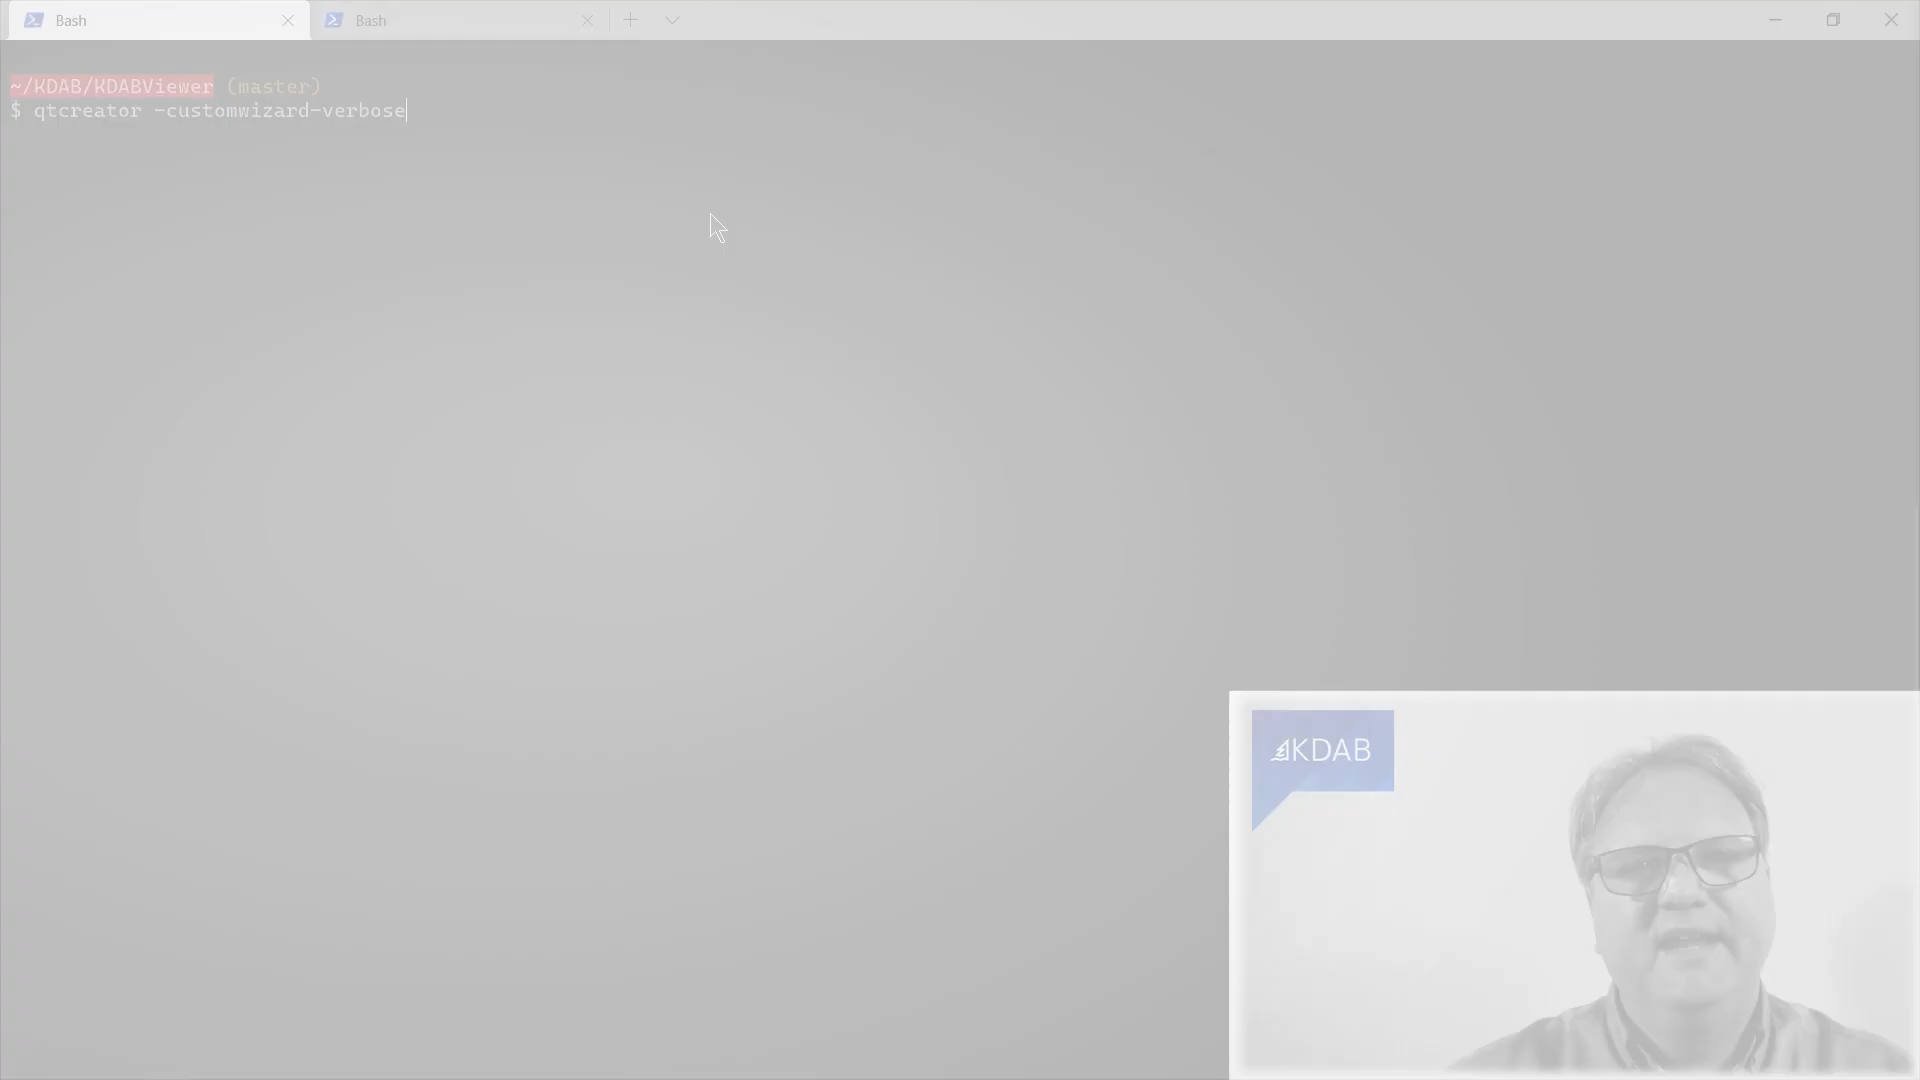 Bash
Bash
~/KDAB/KDABViewer (master)
$ qtcreator -customwizard-verbose
KDAB